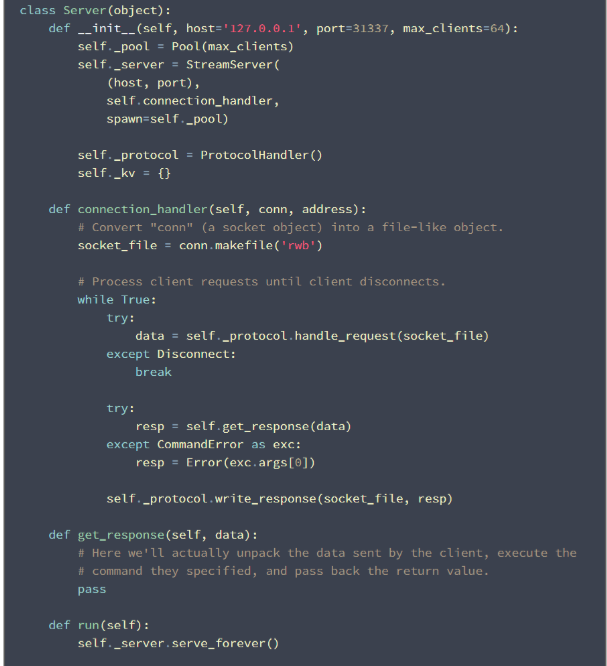 class Server(object):
    def __init__(self, host='127.0.0.1', port=31337, max_clients=64):
        self._pool = Pool(max_clients)
        self._server = StreamServer(
            (host, port),
            self.connection_handler,
            spawn=self._pool)

        self._protocol = ProtocolHandler()
        self._kv = {}

    def connection_handler(self, conn, address):
        # Convert "conn" (a socket object) into a file-like object.
        socket_file = conn.makefile('rwb')

        # Process client requests until client disconnects.
        while True:
            try:
                data = self._protocol.handle_request(socket_file)
            except Disconnect:
                break

            try:
                resp = self.get_response(data)
            except CommandError as exc:
                resp = Error(exc.args[0])

            self._protocol.write_response(socket_file, resp)

    def get_response(self, data):
        # Here we'll actually unpack the data sent by the client, execute the
        # command they specified, and pass back the return value.
        pass

    def run(self):
        self._server.serve_forever()